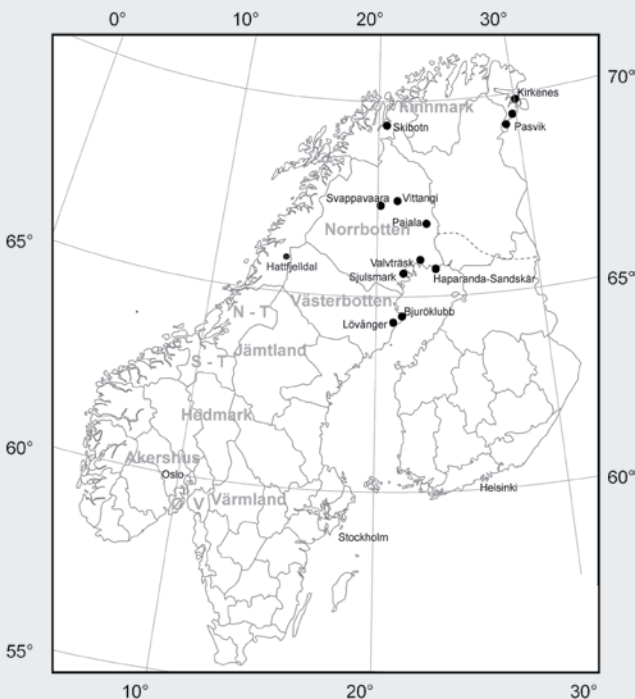 0° 10° 20° 30°
70°
Kirkenes
Finnmark
Skibotn
Pasvik
Svappavaara
Vittangi
Pajala
Norrbotten
65°
Valvträsk
Hattfjelldal
Sjulsmark
Haparanda-Sandskär
65°
Västerbotten
N - T
Bjuröklubb
Lövånger
Jämtland
S - T
Hedmark
60°
Akershus
Oslo
60°
Helsinki
Ö V Värmland
Stockholm
55°
10° 20° 30°